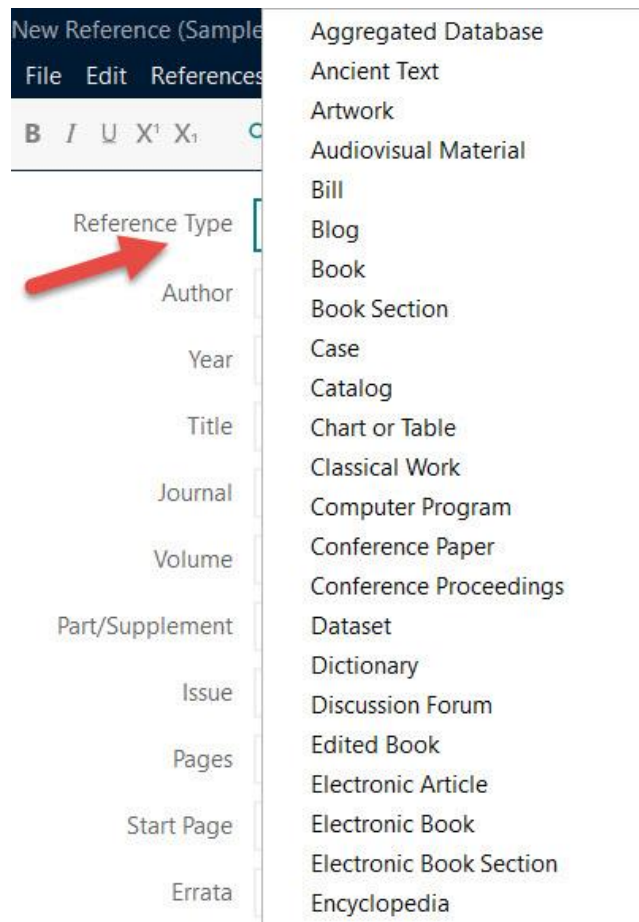 New Reference (Sample
File Edit References
B I U X¹ X₁
Reference Type
Author
Year
Title
Journal
Volume
Part/Supplement
Issue
Pages
Start Page
Errata
Aggregated Database
Ancient Text
Artwork
Audiovisual Material
Bill
Blog
Book
Book Section
Case
Catalog
Chart or Table
Classical Work
Computer Program
Conference Paper
Conference Proceedings
Dataset
Dictionary
Discussion Forum
Edited Book
Electronic Article
Electronic Book
Electronic Book Section
Encyclopedia